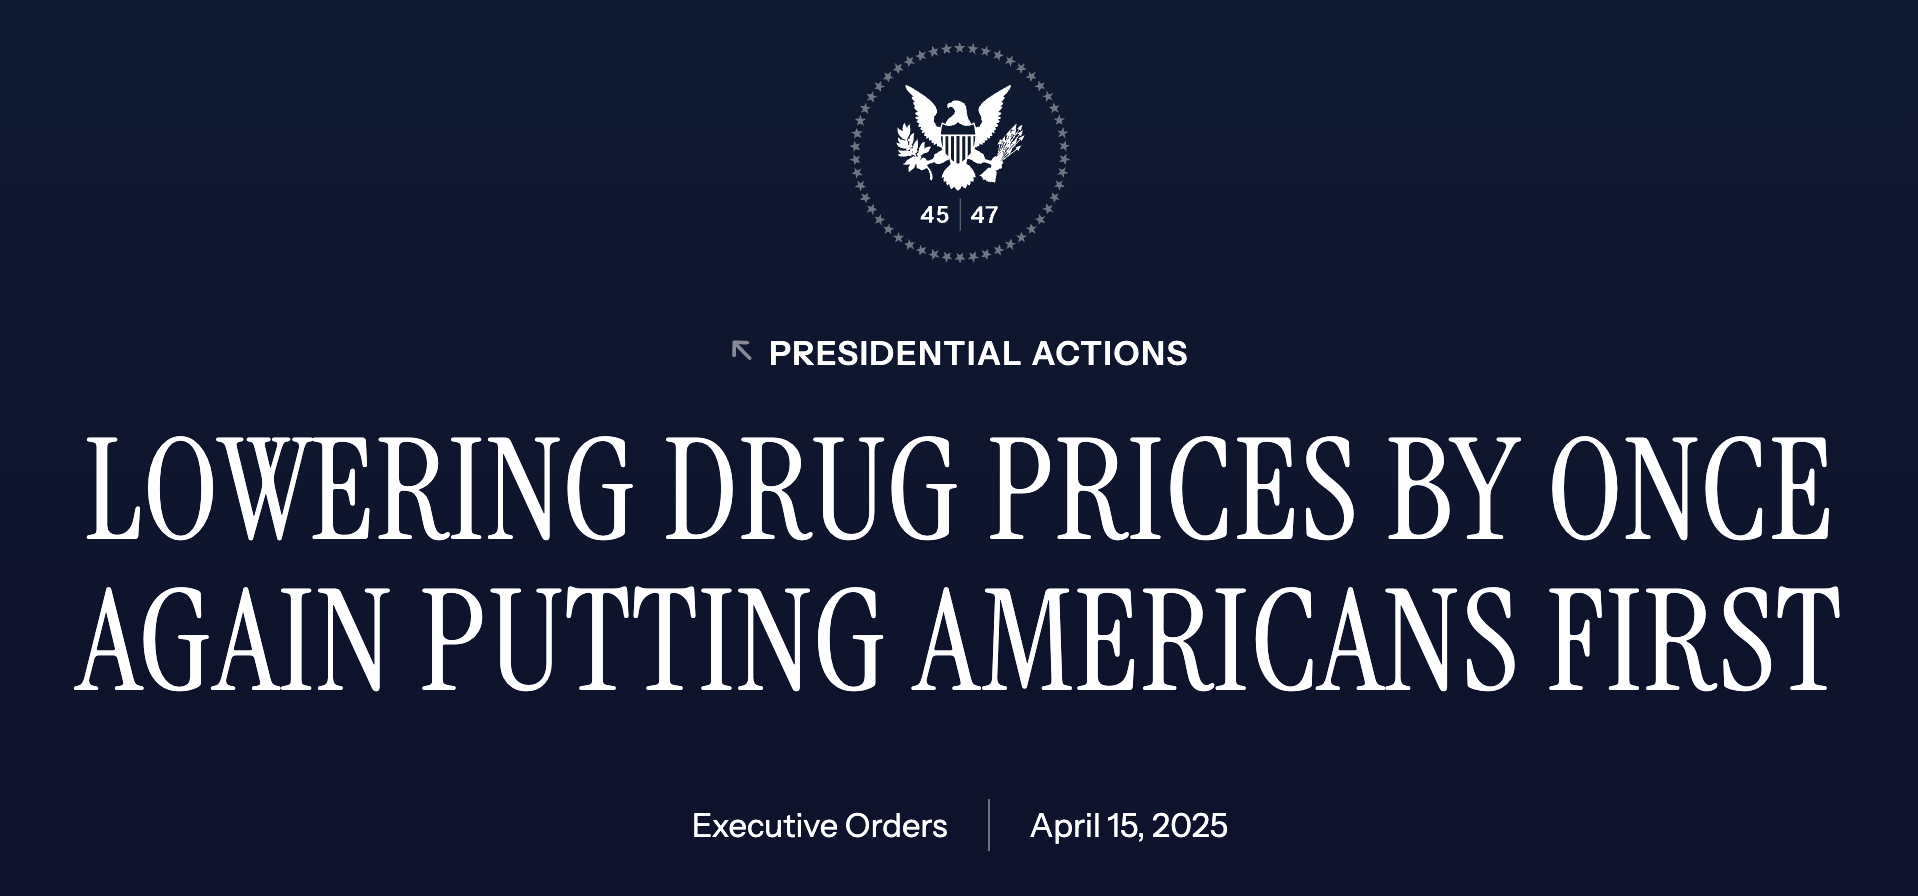 45 | 47
PRESIDENTIAL ACTIONS
LOWERING DRUG PRICES BY ONCE
AGAIN PUTTING AMERICANS FIRST
Executive Orders | April 15, 2025